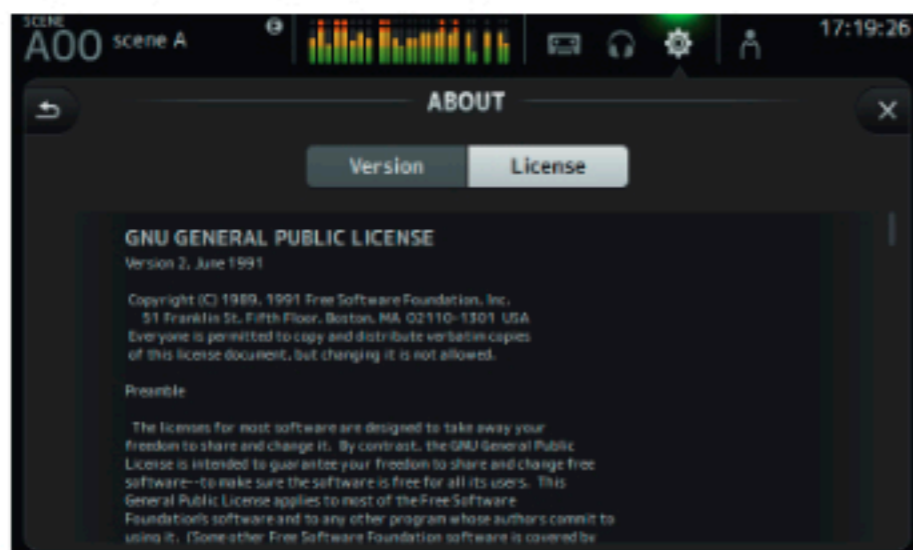 SCENE
A00 scene A
17:19:26
ABOUT
Version
License
GNU GENERAL PUBLIC LICENSE
Version 2, June 1991
Copyright (C) 1989, 1991 Free Software Foundation, Inc.
51 Franklin St, Fifth Floor, Boston, MA 02110-1301 USA
Everyone is permitted to copy and distribute verbatim copies
of this license document, but changing it is not allowed.
Preamble
The licenses for most software are designed to take away your
freedom to share and change it. By contrast, the GNU General Public
License is intended to guarantee your freedom to share and change free
software--to make sure the software is free for all its users. This
General Public License applies to most of the Free Software
Foundation's software and to any other program whose authors commit to
using it. (Some other Free Software Foundation software is covered by